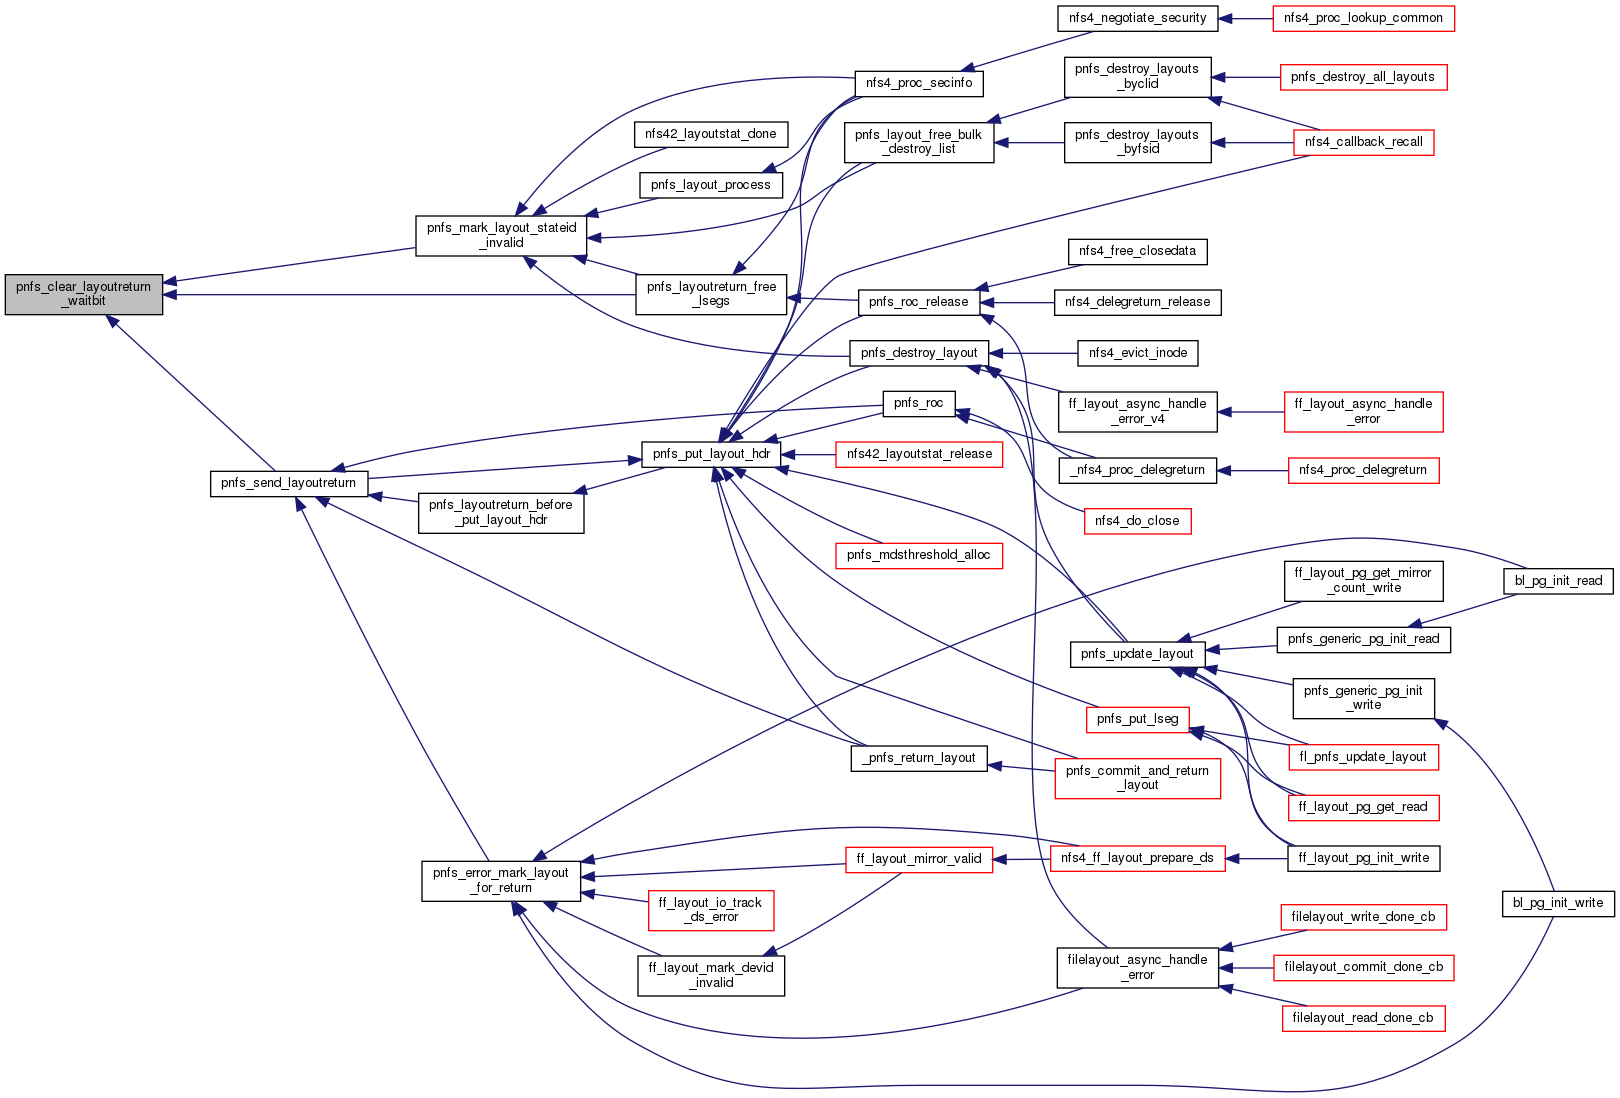 nfs4_negotiate_security
nfs4_proc_lookup_common
nfs4_proc_secinfo
pnfs_destroy_layouts
_byclid
pnfs_destroy_all_layouts
nfs42_layoutstat_done
pnfs_layout_free_bulk
_destroy_list
pnfs_destroy_layouts
_byfsid
nfs4_callback_recall
pnfs_layout_process
pnfs_mark_layout_stateid
_invalid
nfs4_free_closedata
pnfs_clear_layoutreturn
_waitbit
pnfs_layoutreturn_free
_lsegs
pnfs_roc_release
nfs4_delegreturn_release
pnfs_destroy_layout
nfs4_evict_inode
pnfs_roc
ff_layout_async_handle
_error_v4
ff_layout_async_handle
_error
pnfs_put_layout_hdr
nfs42_layoutstat_release
_nfs4_proc_delegreturn
nfs4_proc_delegreturn
pnfs_send_layoutreturn
pnfs_layoutreturn_before
_put_layout_hdr
nfs4_do_close
pnfs_mdsthreshold_alloc
ff_layout_pg_get_mirror
_count_write
bl_pg_init_read
pnfs_generic_pg_init_read
pnfs_update_layout
pnfs_generic_pg_init
_write
pnfs_put_lseg
_pnfs_return_layout
fl_pnfs_update_layout
pnfs_commit_and_return
_layout
ff_layout_pg_get_read
pnfs_error_mark_layout
_for_return
ff_layout_mirror_valid
nfs4_ff_layout_prepare_ds
ff_layout_pg_init_write
ff_layout_io_track
_ds_error
bl_pg_init_write
filelayout_write_done_cb
ff_layout_mark_devid
_invalid
filelayout_async_handle
_error
filelayout_commit_done_cb
filelayout_read_done_cb